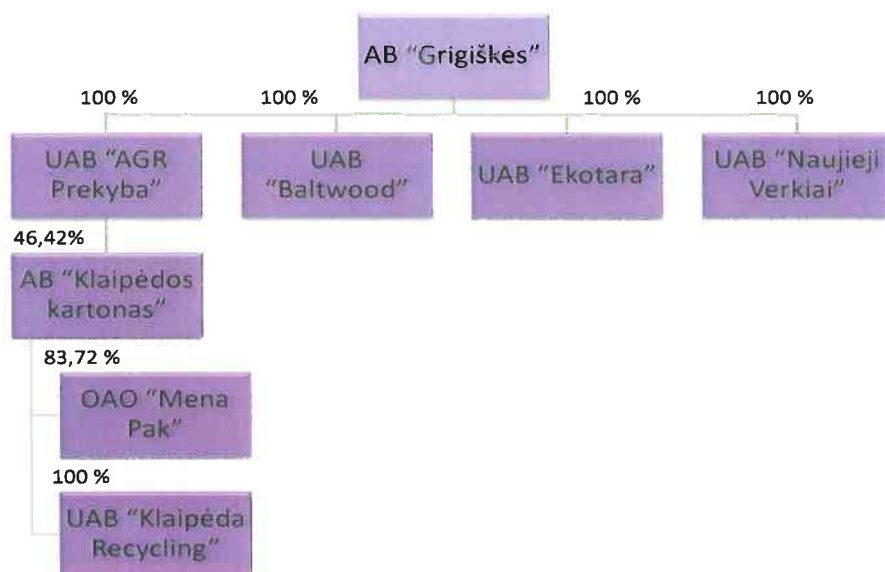 AB “Grigiškės”
100 %
100 %
100 %
100 %
UAB “AGR
Prekyba”
UAB
“Baltwood”
UAB “Ekotara”
UAB “Naujieji
Verkiai”
46,42%
AB “Klaipėdos
kartonas”
83,72 %
OAO “Mena
Pak”
100 %
UAB “Klaipėda
Recycling”